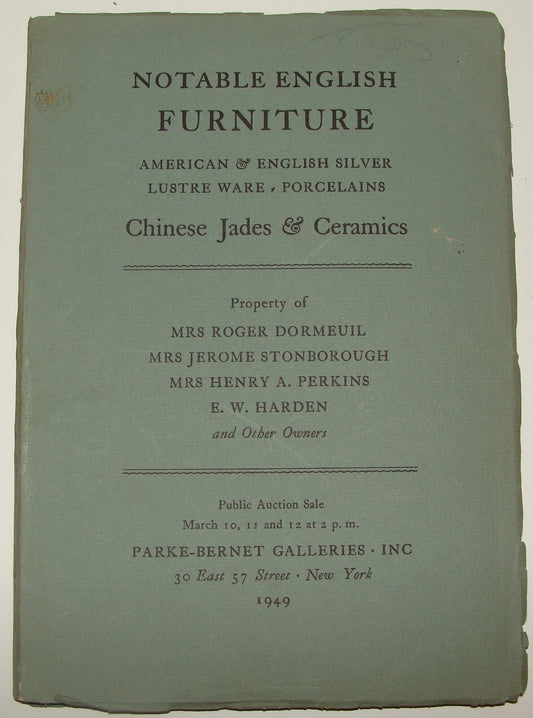 NOTABLE ENGLISH
FURNITURE
AMERICAN & ENGLISH SILVER
LUSTRE WARE · PORCELAINS
Chinese Jades & Ceramics
Property of
MRS ROGER DORMEUIL
MRS JEROME STONBOROUGH
MRS HENRY A. PERKINS
E. W. HARDEN
and Other Owners
Public Auction Sale
March 10, 11 and 12 at 2 p. m.
PARKE-BERNET GALLERIES · INC
30 East 57 Street · New York
1949